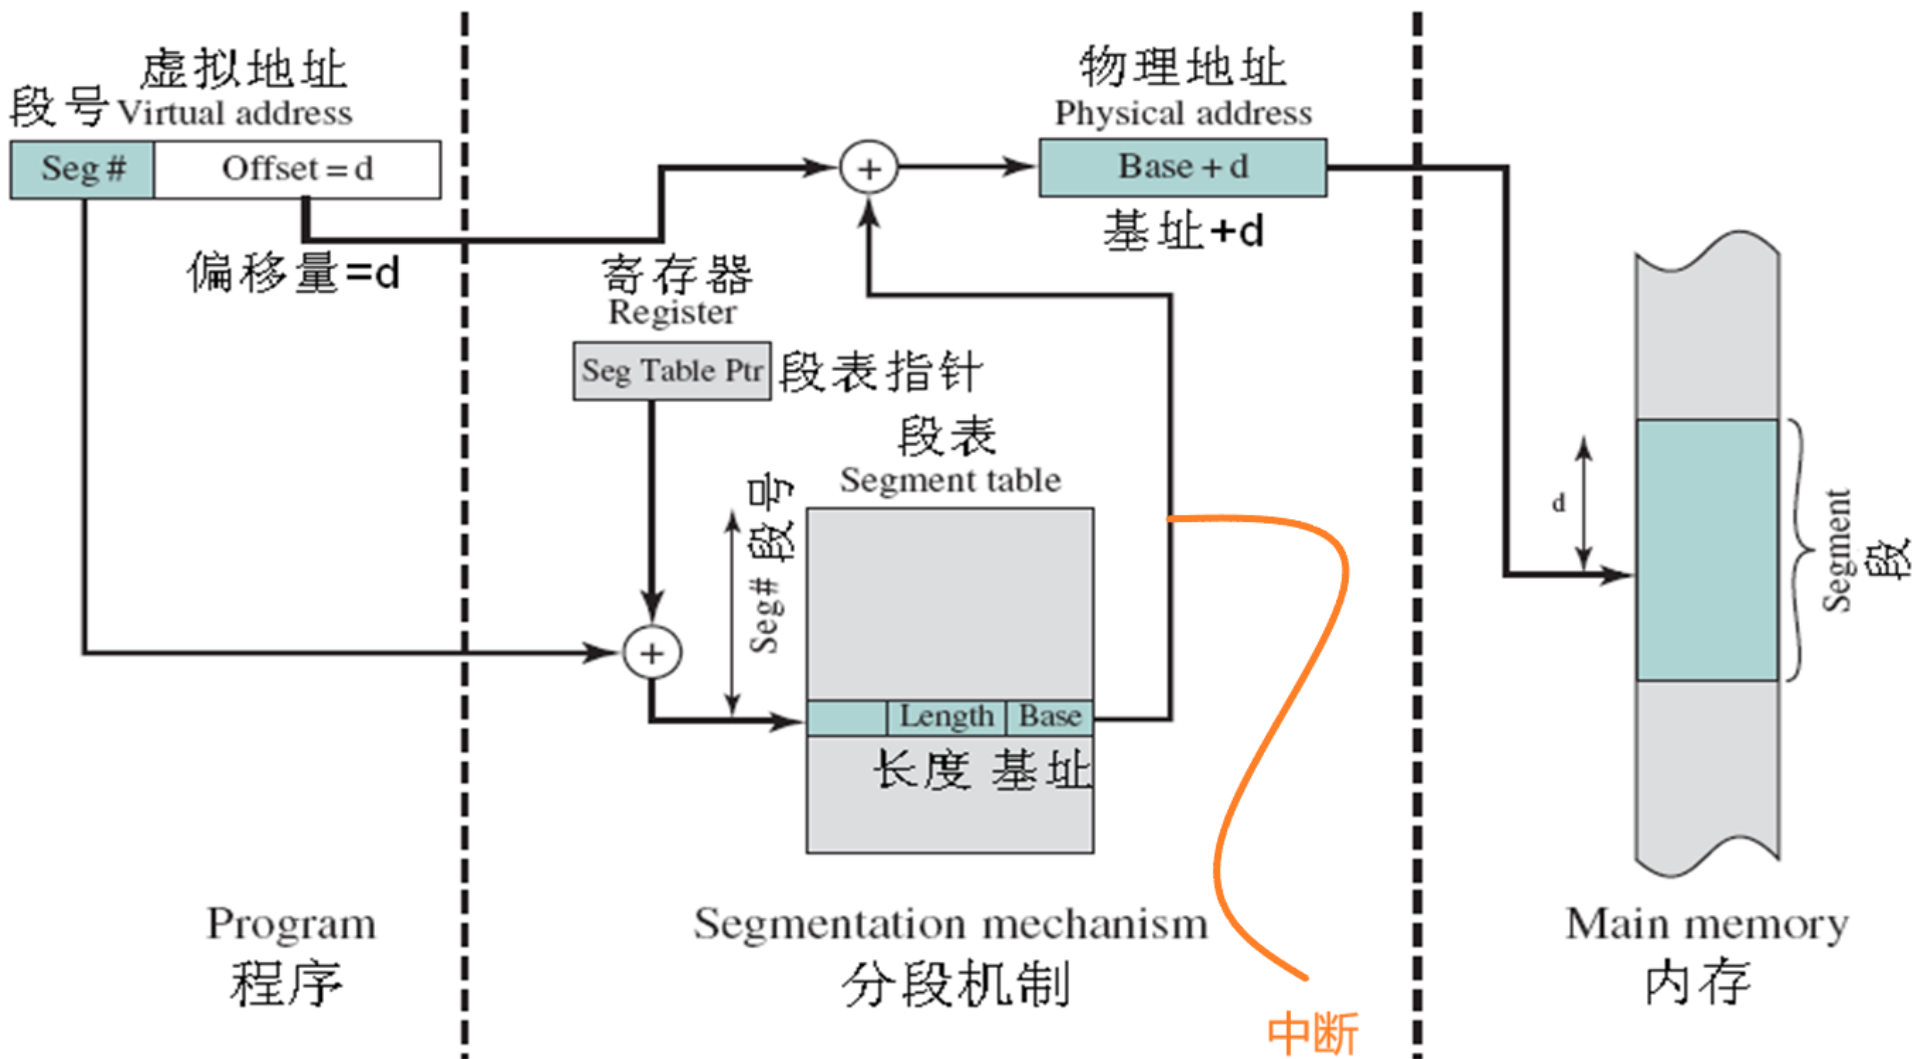 虚拟地址
段号 Virtual address
Seg # Offset = d
偏移量=d
物理地址
Physical address
+
Base + d
基址+d
寄存器
Register
Seg Table Ptr 段表指针
段表
Segment table
Seg# 段号
+
Length Base
长度 基址
d
Segment
段
Program
程序
Segmentation mechanism
分段机制
Main memory
内存
中断